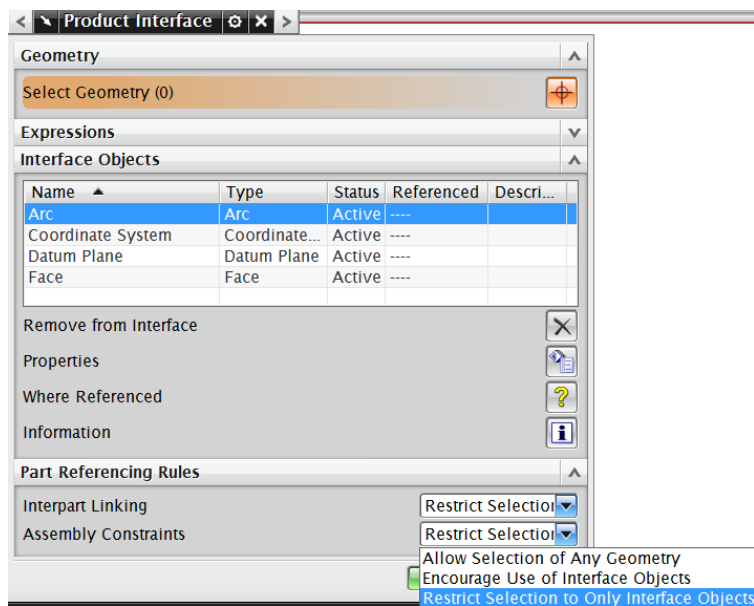 Product Interface
Geometry
Select Geometry (0)
Expressions
Interface Objects
Name Type Status Referenced Descri...
Arc Arc Active ----
Coordinate System Coordinate... Active ----
Datum Plane Datum Plane Active ----
Face Face Active ----
Remove from Interface
Properties
Where Referenced
Information
Part Referencing Rules
Interpart Linking Restrict Selection
Assembly Constraints Restrict Selection
Allow Selection of Any Geometry
Encourage Use of Interface Objects
Restrict Selection to Only Interface Objects